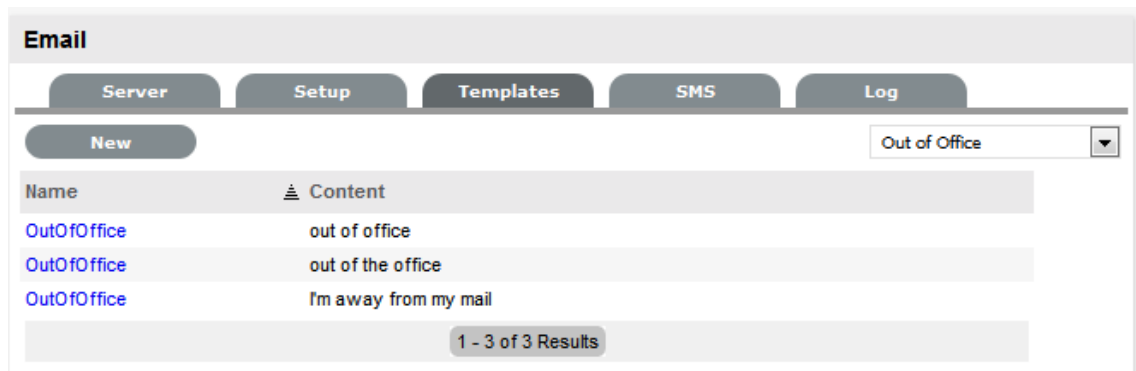 Email
Server Setup Templates SMS Log
New Out of Office
Name Content
OutOfOffice out of office
OutOfOffice out of the office
OutOfOffice I'm away from my mail
1 - 3 of 3 Results